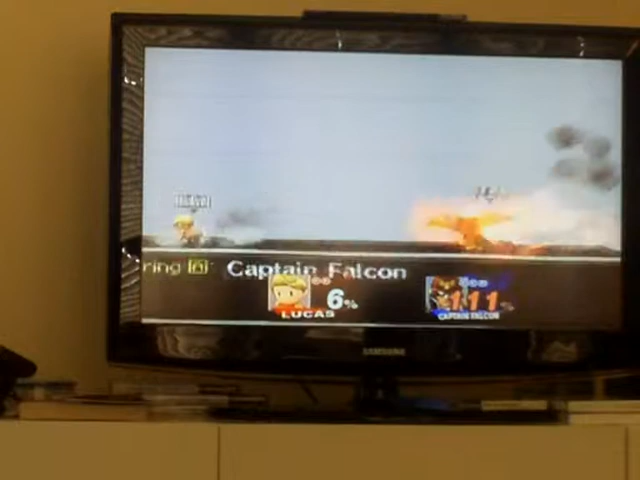 ring Captain Falcon
6%
LUCAS
111%
CAPTAIN FALCON
SAMSUNG